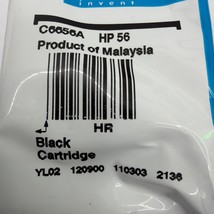 invent
C6656A HP 56
Product of Malaysia
HR
Black
Cartridge
YL02 120900 110303 2136